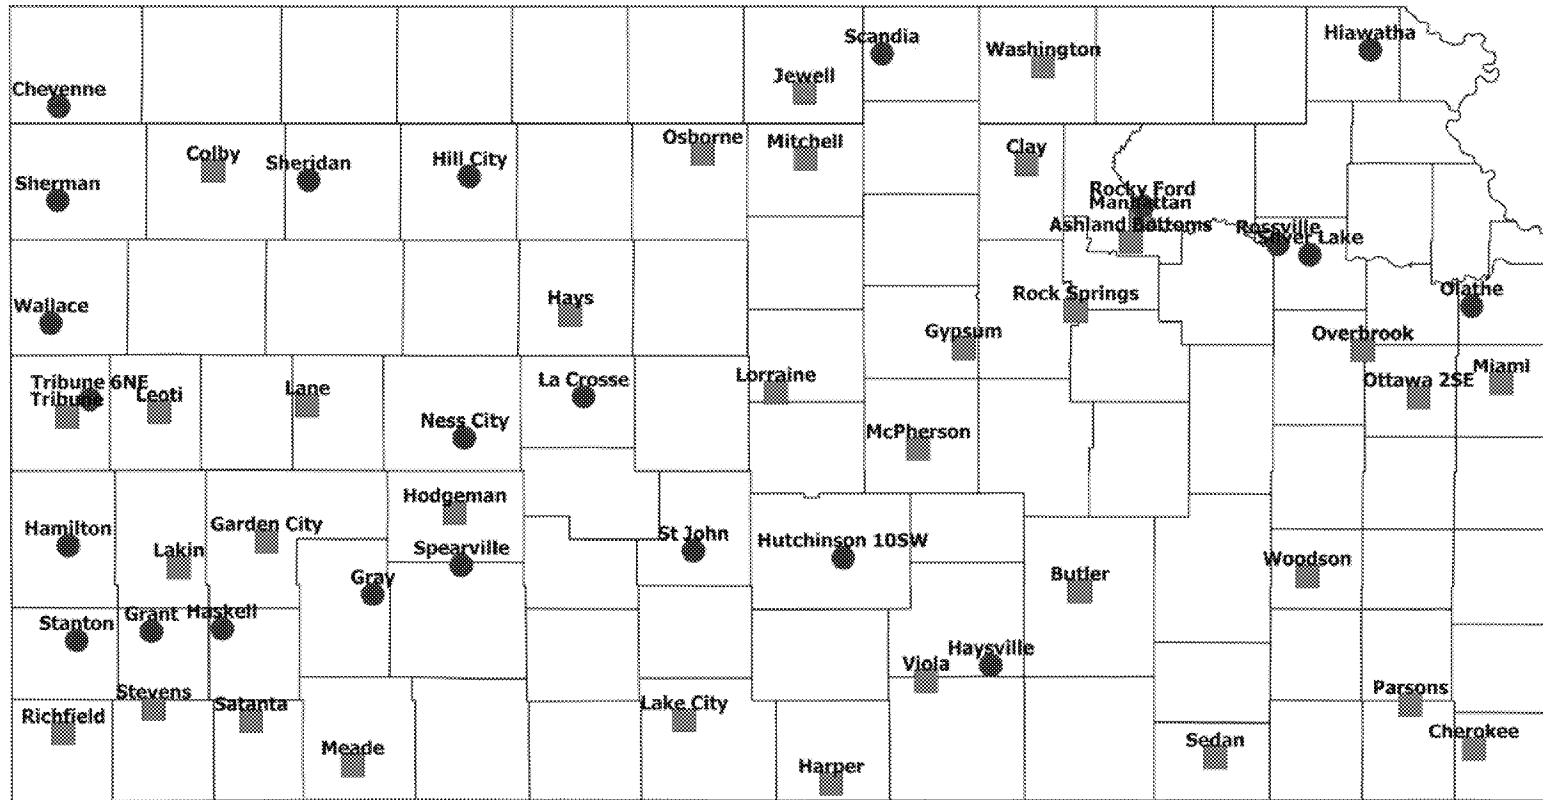 Scandia
Hiawatha
Washington
Jewell
Cheyenne
Osborne
Mitchell
Clay
Colby
Sheridan
Hill City
Sherman
Rocky Ford
Manhattan
Ashland Bottoms
Rossville
Silver Lake
Olathe
Wallace
Hays
Rock Springs
Gypsum
Overbrook
Tribune 6NE
Tribune
Leoti
Lane
La Crosse
Lorraine
Ottawa 2SE
Miami
Ness City
McPherson
Hodgeman
Hamilton
Garden City
Lakin
Spearville
St John
Hutchinson 10SW
Woodson
Gray
Butler
Stanton
Grant
Haskell
Haysville
Viola
Stevens
Satanta
Lake City
Parsons
Richfield
Cherokee
Meade
Sedan
Harper